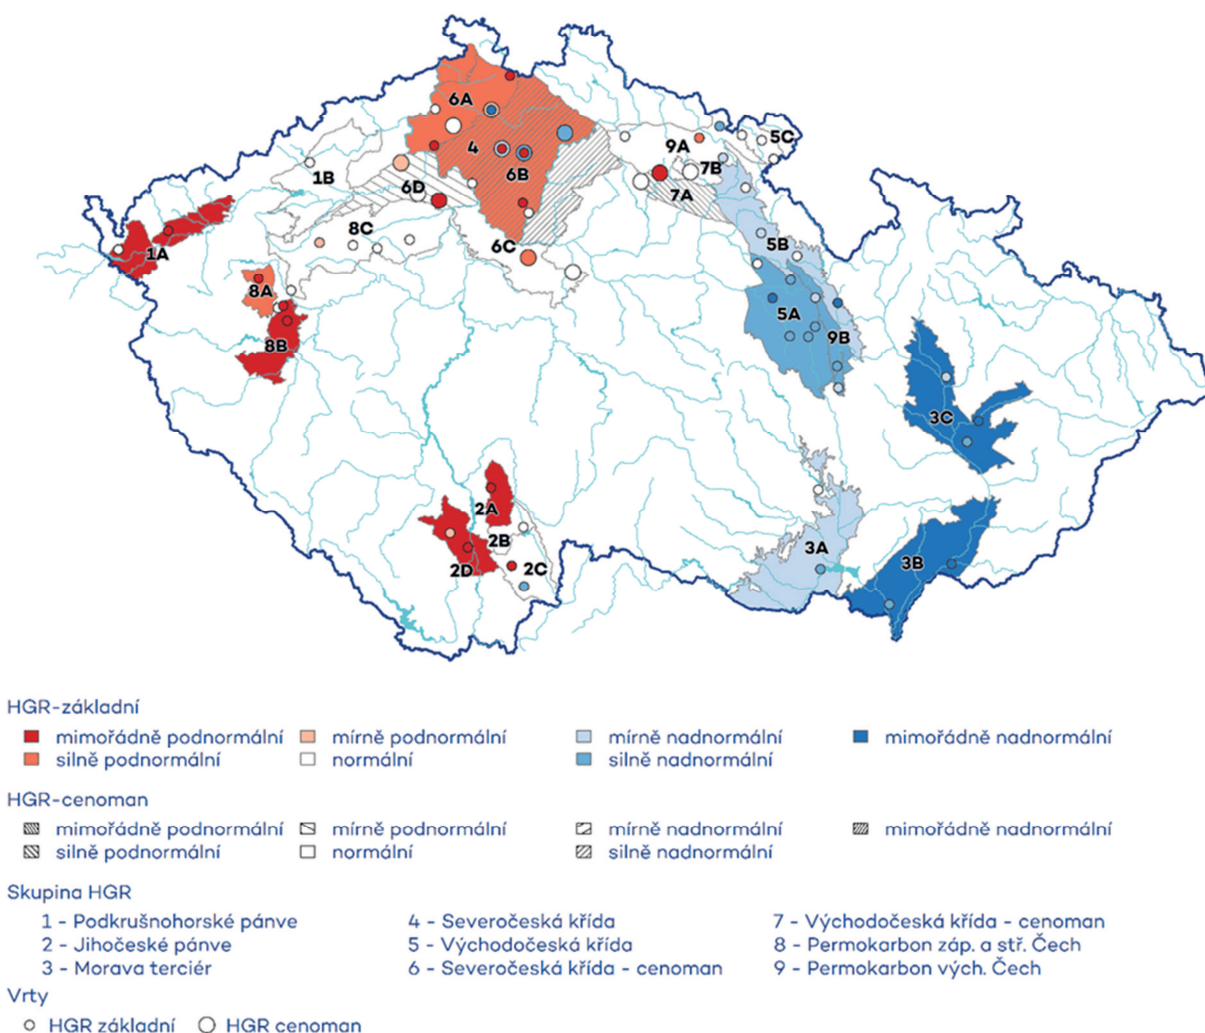 6A
4
6B
6D
1B
1A
8C
6C
8A
8B
9A
5C
7B
7A
5B
5A
9B
3C
2A
2B
2D
2C
3A
3B
HGR-základní
mimořádně podnormální
mírně podnormální
mírně nadnormální
mimořádně nadnormální
silně podnormální
normální
silně nadnormální
HGR-cenoman
mimořádně podnormální
mírně podnormální
mírně nadnormální
mimořádně nadnormální
silně podnormální
normální
silně nadnormální
Skupina HGR
1 - Podkrušnohorské pánve
4 - Severočeská křída
7 - Východočeská křída - cenoman
2 - Jihočeské pánve
5 - Východočeská křída
8 - Permokarbon záp. a stř. Čech
3 - Morava terciér
6 - Severočeská křída - cenoman
9 - Permokarbon vých. Čech
Vrty
HGR základní
HGR cenoman